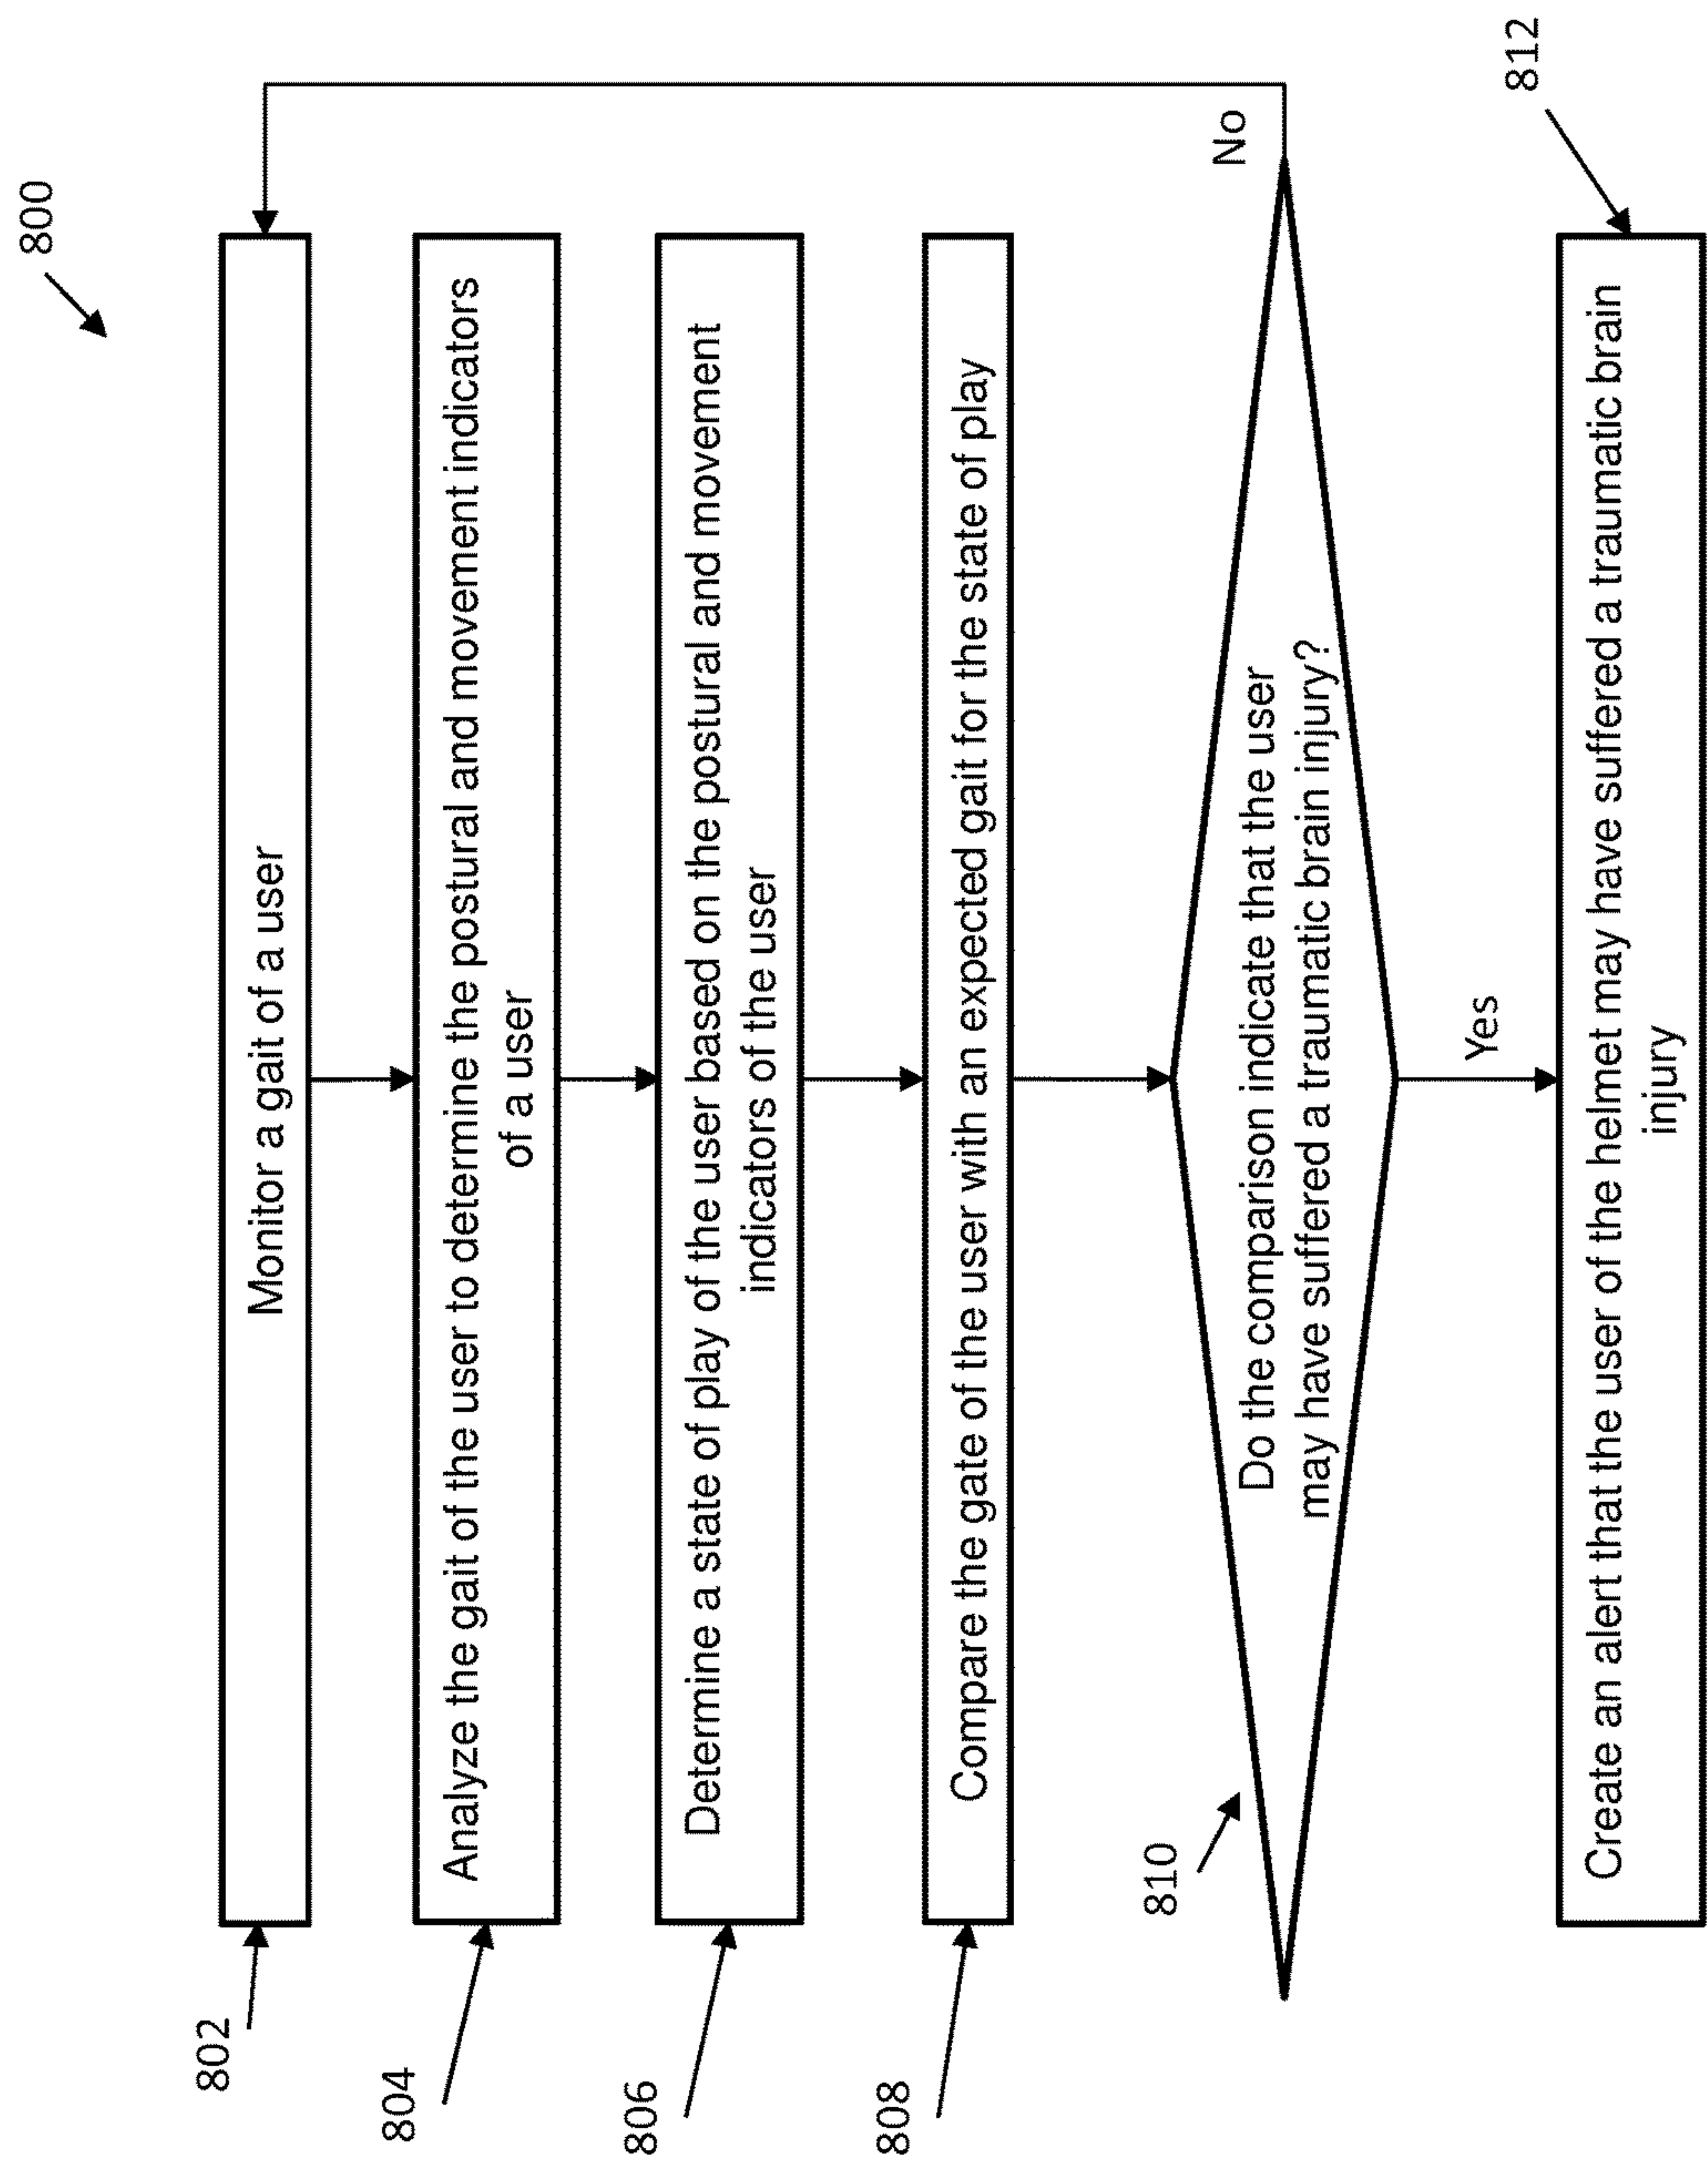 800
802
Monitor a gait of a user
804
Analyze the gait of the user to determine the postural and movement indicators
of a user
806
Determine a state of play of the user based on the postural and movement
indicators of the user
808
Compare the gate of the user with an expected gait for the state of play
810
Do the comparison indicate that the user
may have suffered a traumatic brain injury?
No
Yes
812
Create an alert that the user of the helmet may have suffered a traumatic brain
injury